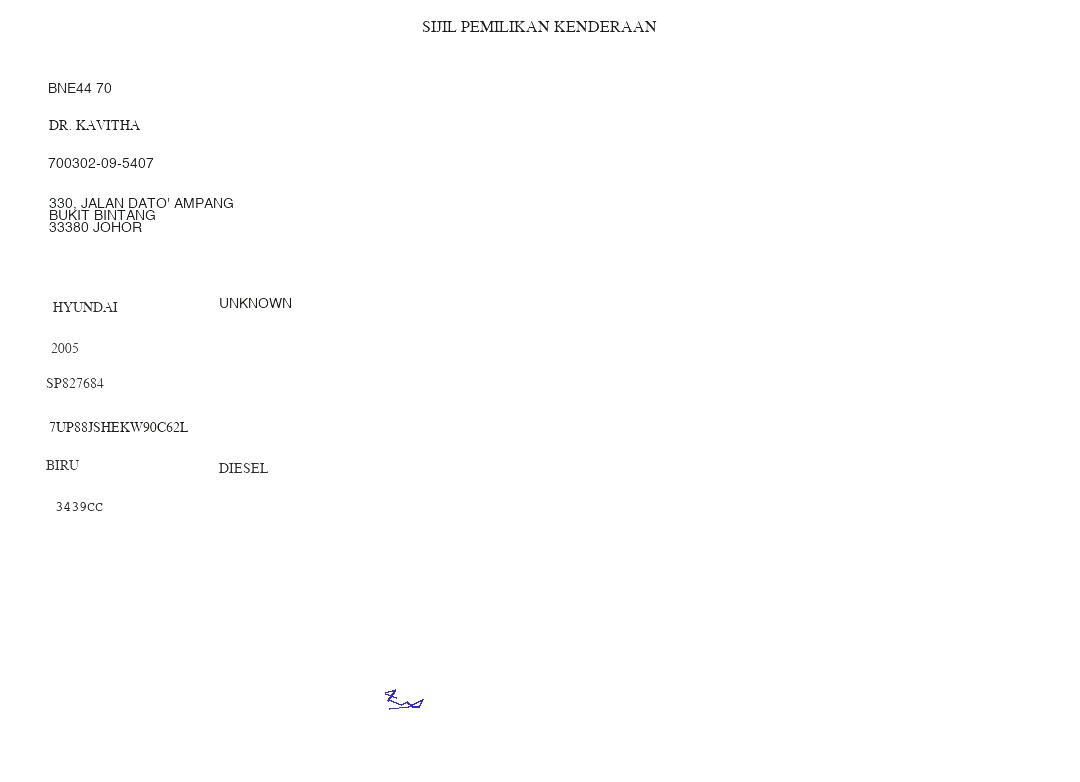 SIJIL PEMILIKAN KENDERAAN
BNE44 70
DR. KAVITHA
700302-09-5407
330, JALAN DATO' AMPANG
BUKIT BINTANG
33380 JOHOR
HYUNDAI UNKNOWN
2005
SP827684
7UP88JSHEKW90C62L
BIRU DIESEL
3439CC